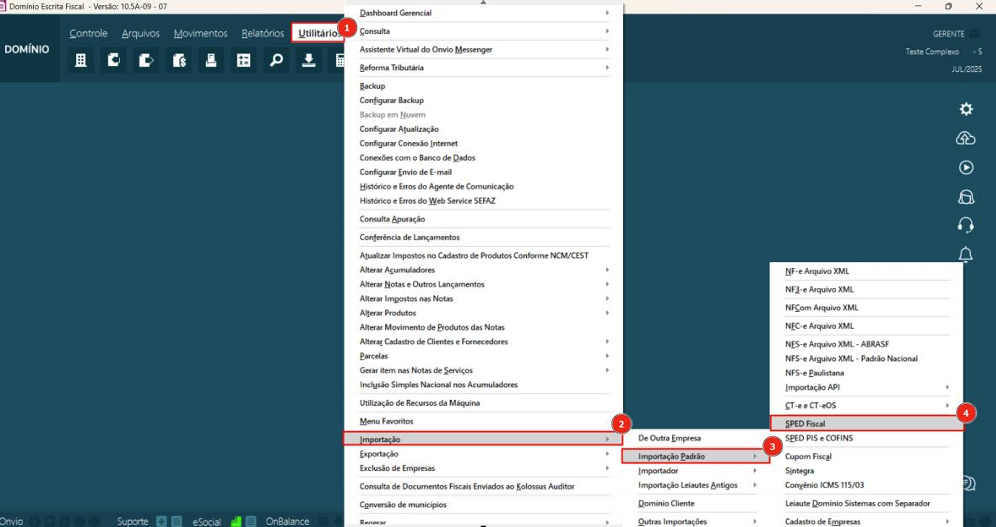 Domínio Escrita Fiscal - Versão: 10.5A-09 - 07
DOMÍNIO
Controle Arquivos Movimentos Relatórios Utilitários
1
GERENTE
Teste Complexo - 5
JUL/2025
Dashboard Gerencial
Consulta
Assistente Virtual do Onvio Messenger
Reforma Tributária
Backup
Configurar Backup
Backup em Nuvem
Configurar Atualização
Configurar Conexão Internet
Conexões com o Banco de Dados
Configurar Envio de E-mail
Histórico e Erros do Agente de Comunicação
Histórico e Erros do Web Service SEFAZ
Consulta Apuração
Conferência de Lançamentos
Atualizar Impostos no Cadastro de Produtos Conforme NCM/CEST
Alterar Acumuladores
Alterar Notas e Outros Lançamentos
Alterar Impostos nas Notas
Alterar Produtos
Alterar Movimento de Produtos das Notas
Alterar Cadastro de Clientes e Fornecedores
Parcelas
Gerar item nas Notas de Serviços
Inclusão Simples Nacional nos Acumuladores
Utilização de Recursos da Máquina
Menu Favoritos
Importação
2
Exportação
Exclusão de Empresas
Consulta de Documentos Fiscais Enviados ao Kolossus Auditor
Conversão de municípios
Regerar
De Outra Empresa
Importação Padrão
3
Importador
Importação Leiautes Antigos
Domínio Cliente
Outras Importações
NF-e Arquivo XML
NF3-e Arquivo XML
NFCom Arquivo XML
NFC-e Arquivo XML
NFS-e Arquivo XML - ABRASF
NFS-e Arquivo XML - Padrão Nacional
NFS-e Paulistana
Importação API
CT-e e CT-eOS
SPED Fiscal
4
SPED PIS e COFINS
Cupom Fiscal
Sintegra
Convênio ICMS 115/03
Leiaute Domínio Sistemas com Separador
Cadastro de Empresas
Onvio
Suporte
eSocial
OnBalance